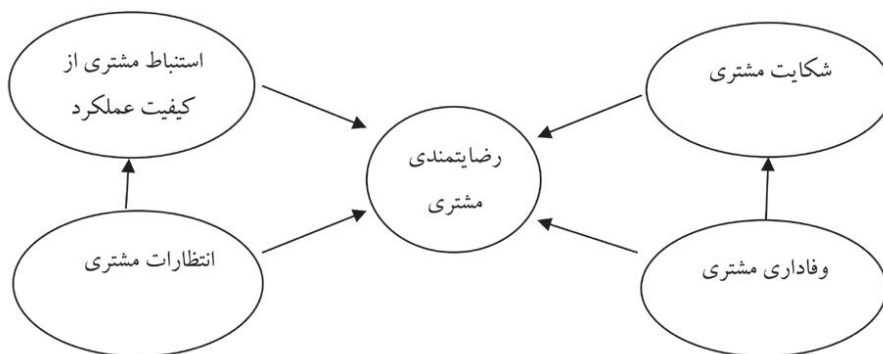 استنباط مشتری از
کیفیت عملکرد
شکایت مشتری
رضایتمندی
مشتری
انتظارات مشتری
وفاداری مشتری